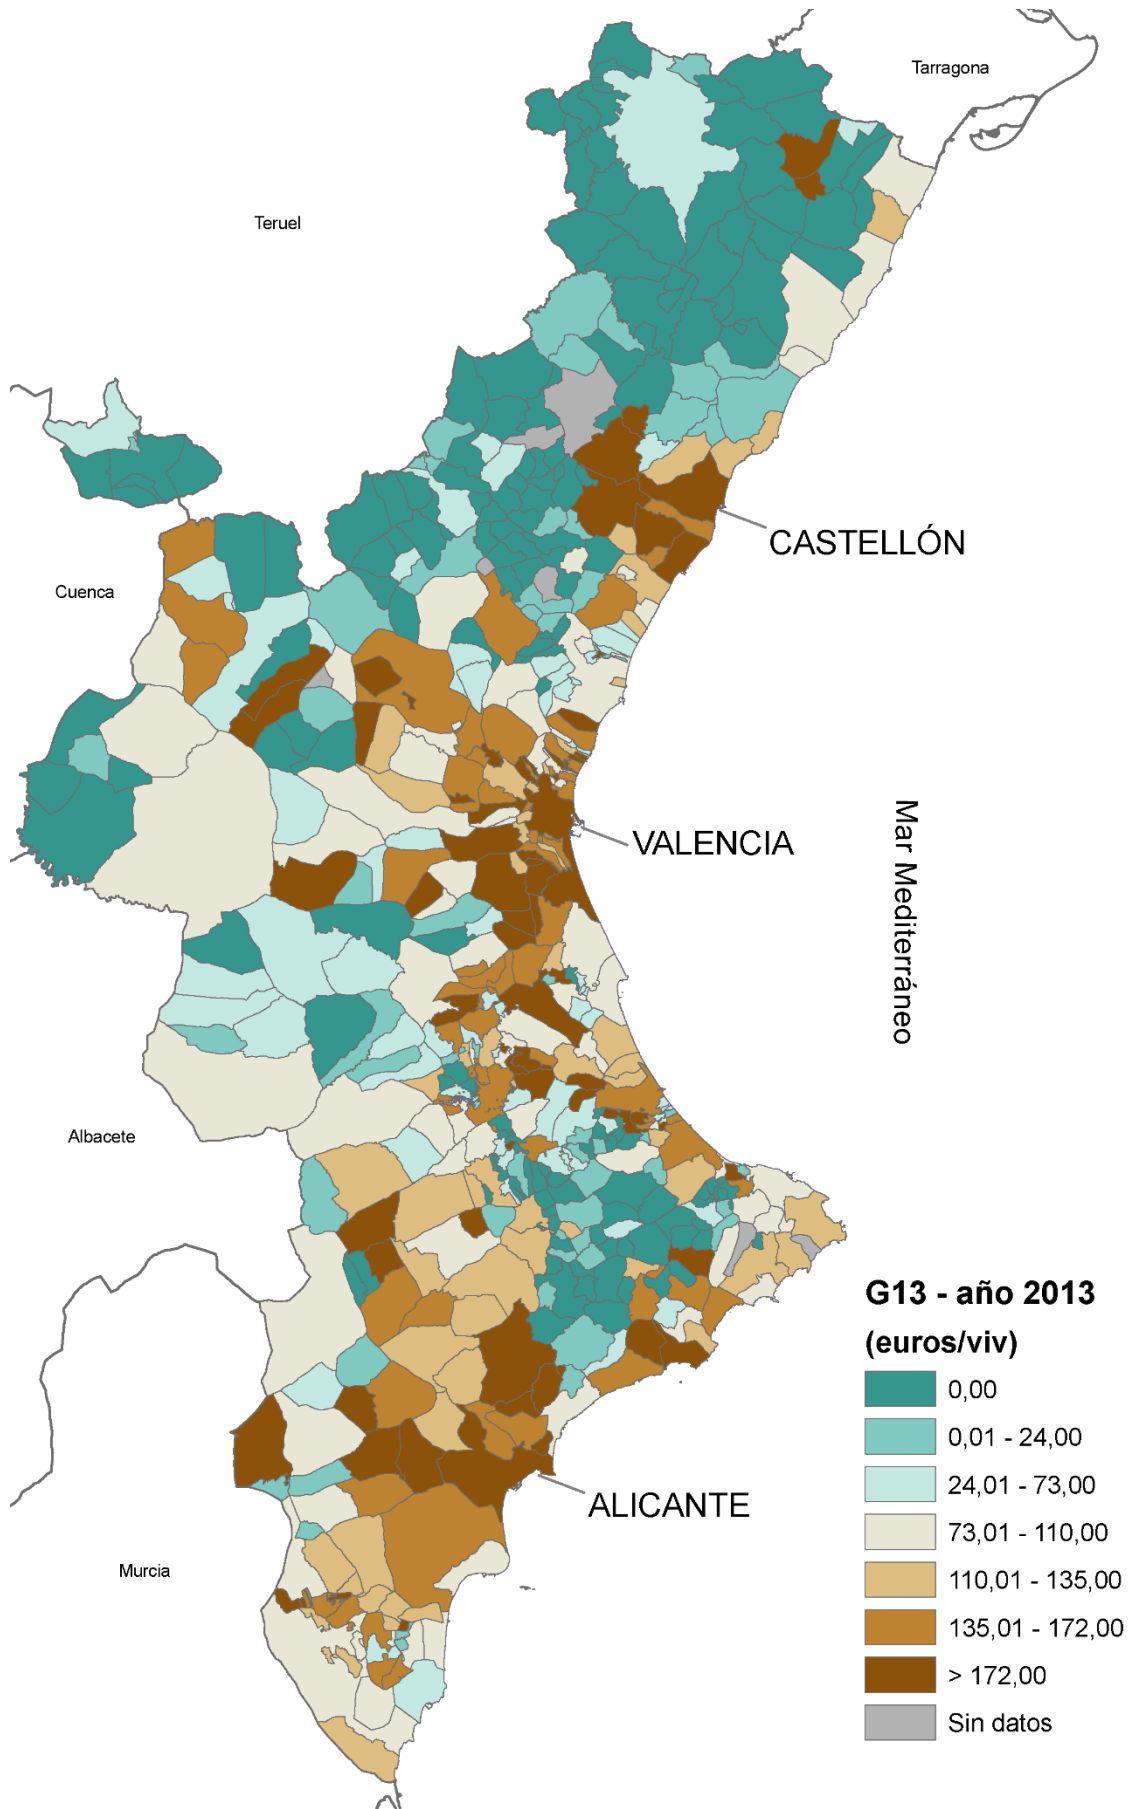 Tarragona
Teruel
CASTELLÓN
Cuenca
VALENCIA
Mar Mediterráneo
Albacete
ALICANTE
Murcia
G13 - año 2013
(euros/viv)
0,00
0,01 - 24,00
24,01 - 73,00
73,01 - 110,00
110,01 - 135,00
135,01 - 172,00
> 172,00
Sin datos